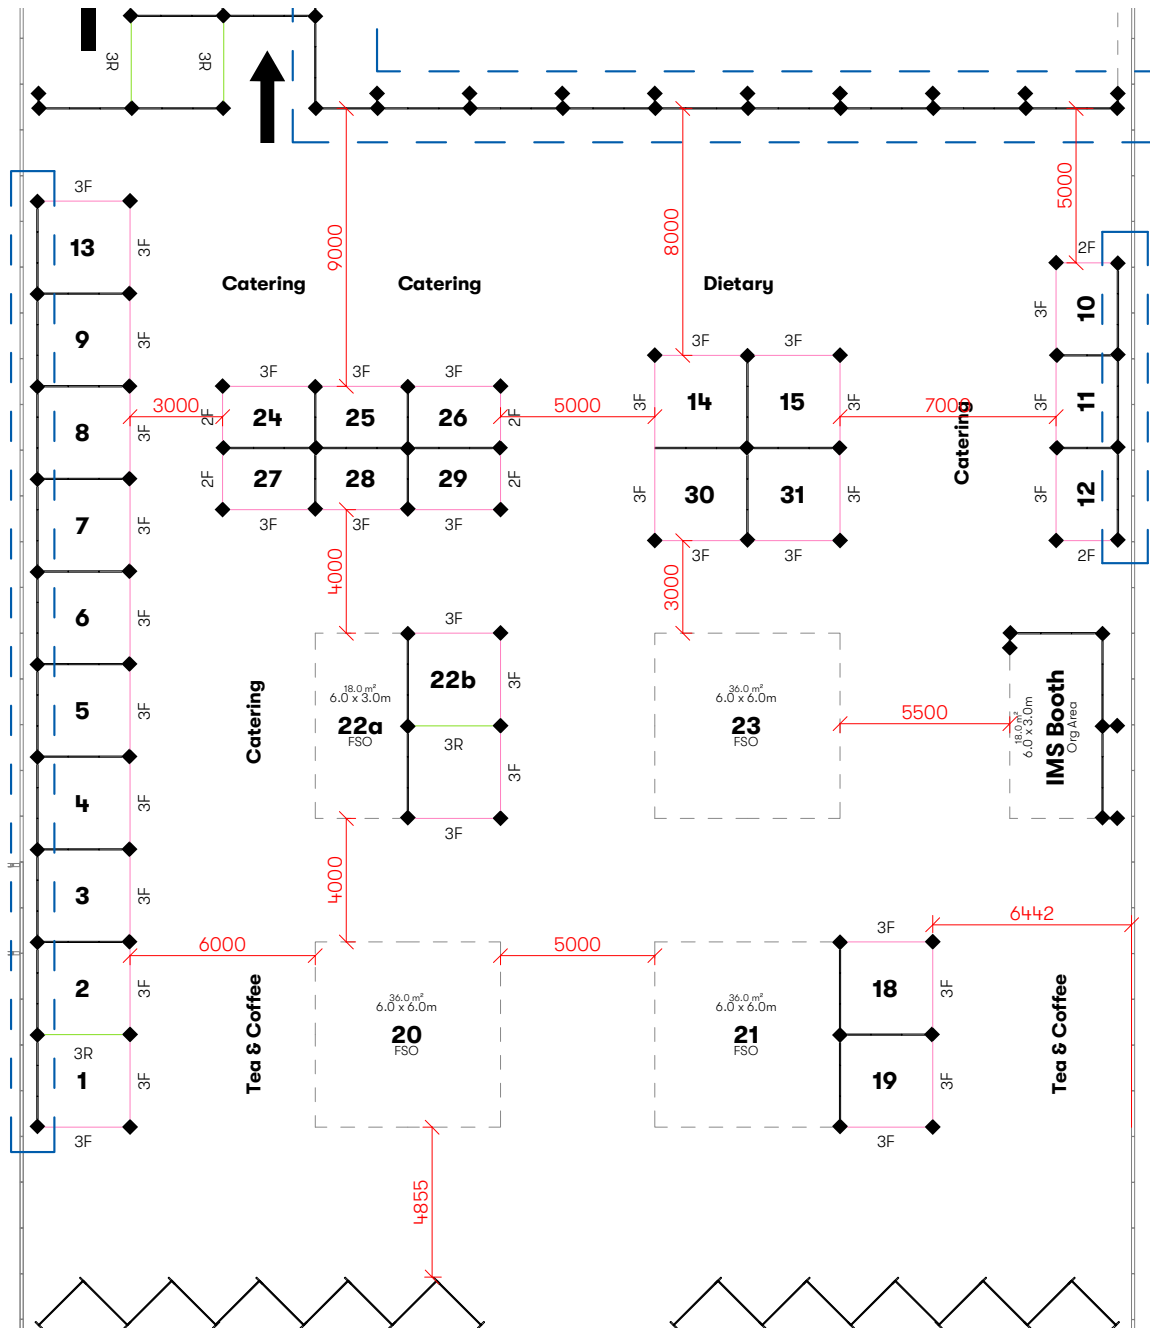 3R
3R
3F
13
3F
9
3F
8
3F
7
3F
6
3F
5
3F
4
3F
3
3F
2
3F
3R
1
3F
3F
Catering
Catering
Dietary
9000
8000
5000
3F
3F
3F
2F
24
25
26
2F
27
28
29
2F
2F
3F
3F
3F
3000
5000
7000
3F
3F
3F
14
15
3F
3F
30
31
3F
3F
3F
2F
3F
10
3F
11
3F
12
2F
Catering
4000
3000
3F
18.0 m²
6.0 x 3.0m
22a
FSO
22b
3F
3R
3F
3F
Catering
36.0 m²
6.0 x 6.0m
23
FSO
5500
18.0 m²
6.0 x 3.0m
IMS Booth
Org Area
4000
6442
6000
5000
Tea & Coffee
36.0 m²
6.0 x 6.0m
20
FSO
36.0 m²
6.0 x 6.0m
21
FSO
3F
18
3F
19
3F
3F
Tea & Coffee
4855